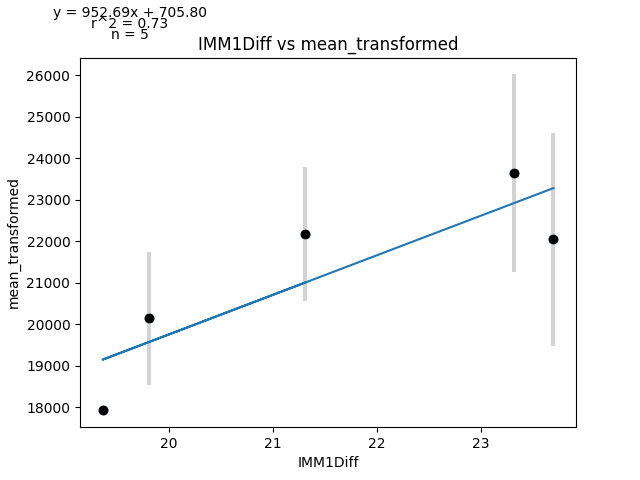 y = 952.69x + 705.80
r^2 = 0.73
n = 5
IMM1Diff vs mean_transformed
26000
25000
24000
23000
22000
21000
20000
19000
18000
mean_transformed
20 21 22 23
IMM1Diff